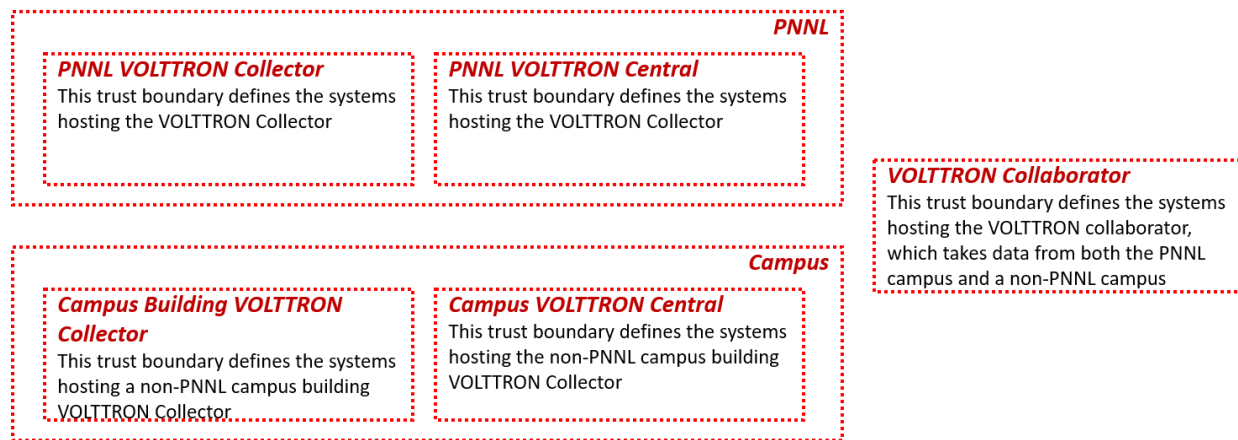 PNNL
PNNL VOLTTRON Collector
This trust boundary defines the systems
hosting the VOLTTRON Collector
PNNL VOLTTRON Central
This trust boundary defines the systems
hosting the VOLTTRON Collector
VOLTTRON Collaborator
This trust boundary defines the systems
hosting the VOLTTRON collaborator,
which takes data from both the PNNL
campus and a non-PNNL campus
Campus
Campus Building VOLTTRON
Collector
This trust boundary defines the systems
hosting a non-PNNL campus building
VOLTTRON Collector
Campus VOLTTRON Central
This trust boundary defines the systems
hosting the non-PNNL campus building
VOLTTRON Collector